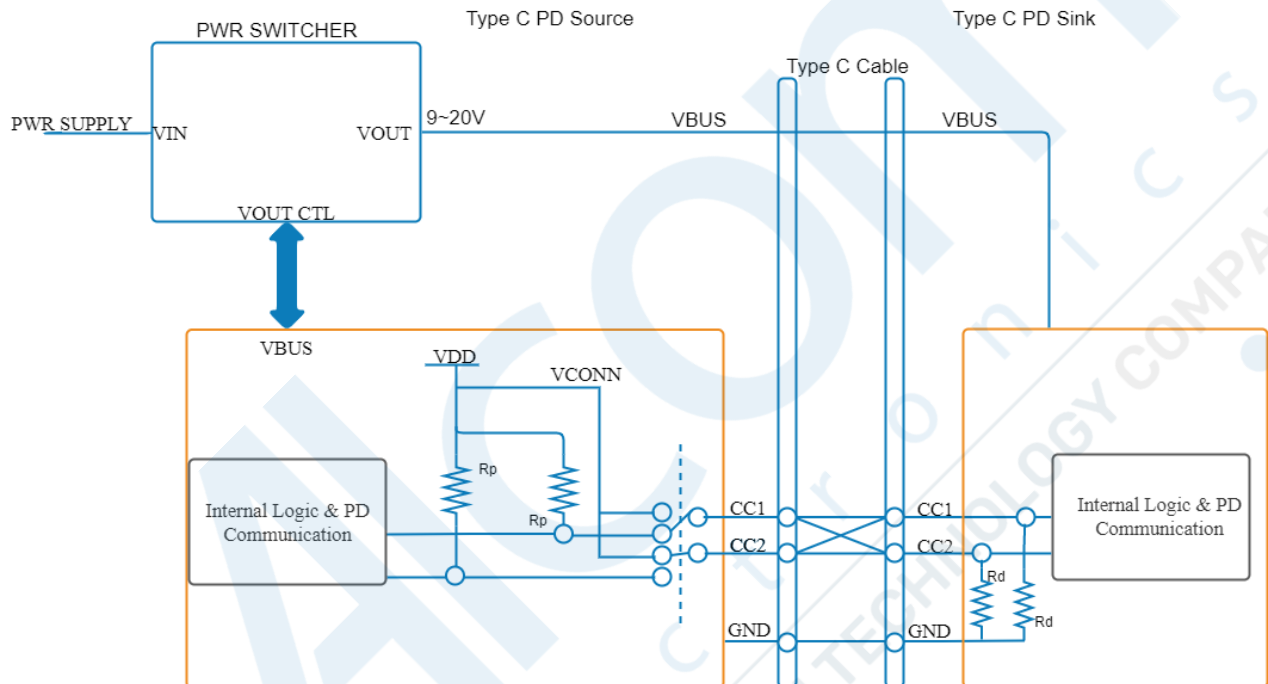 Type C PD Source
Type C PD Sink
PWR SWITCHER
Type C Cable
PWR SUPPLY
VIN
VOUT
9~20V
VBUS
VBUS
VOUT CTL
VBUS
VDD
VCONN
Rp
Rp
Internal Logic & PD
Communication
CC1
CC1
CC2
CC2
Internal Logic & PD
Communication
Rd
Rd
GND
GND
Alcom
ctronics
TECHNOLOGY COMPA